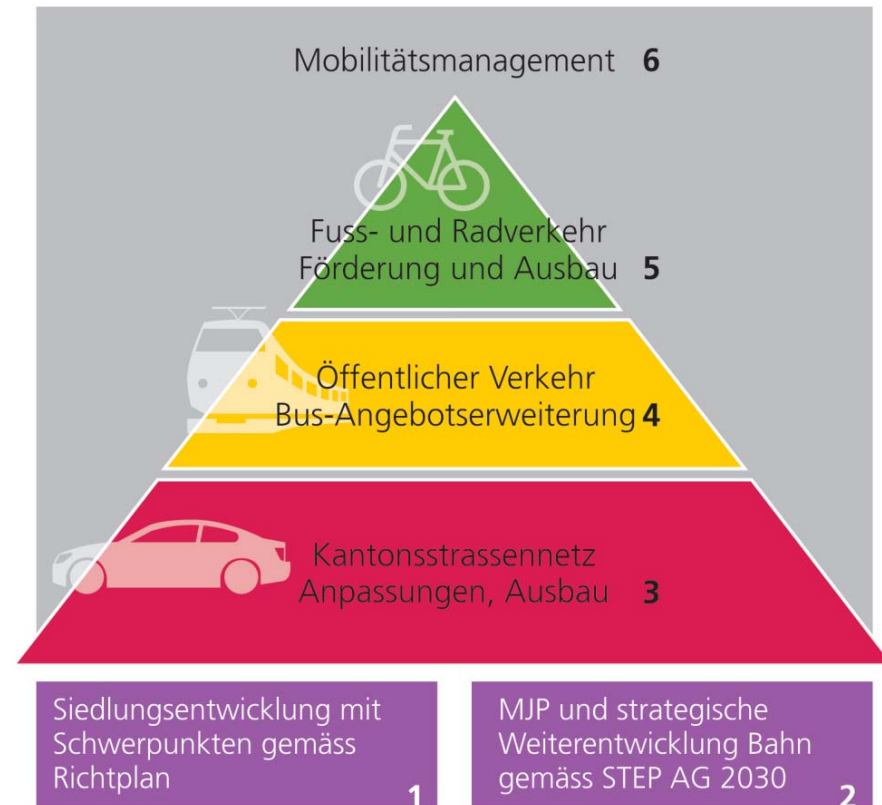 Mobilitätsmanagement 6
Fuss- und Radverkehr
Förderung und Ausbau 5
Öffentlicher Verkehr
Bus-Angebotserweiterung 4
Kantonsstrassennetz
Anpassungen, Ausbau 3
Siedlungsentwicklung mit
Schwerpunkten gemäss
Richtplan
1
MJP und strategische
Weiterentwicklung Bahn
gemäss STEP AG 2030
2